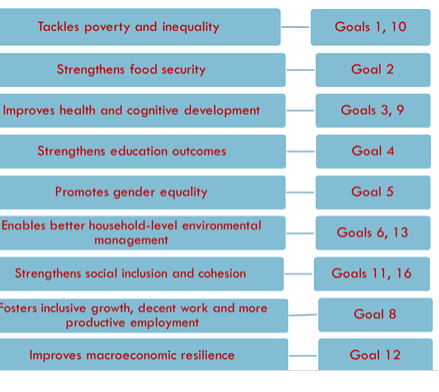 Tackles poverty and inequality
Goals 1, 10
Strengthens food security
Goal 2
Improves health and cognitive development
Goals 3, 9
Strengthens education outcomes
Goal 4
Promotes gender equality
Goal 5
Enables better household-level environmental
management
Goals 6, 13
Strengthens social inclusion and cohesion
Goals 11, 16
Fosters inclusive growth, decent work and more
productive employment
Goal 8
Improves macroeconomic resilience
Goal 12